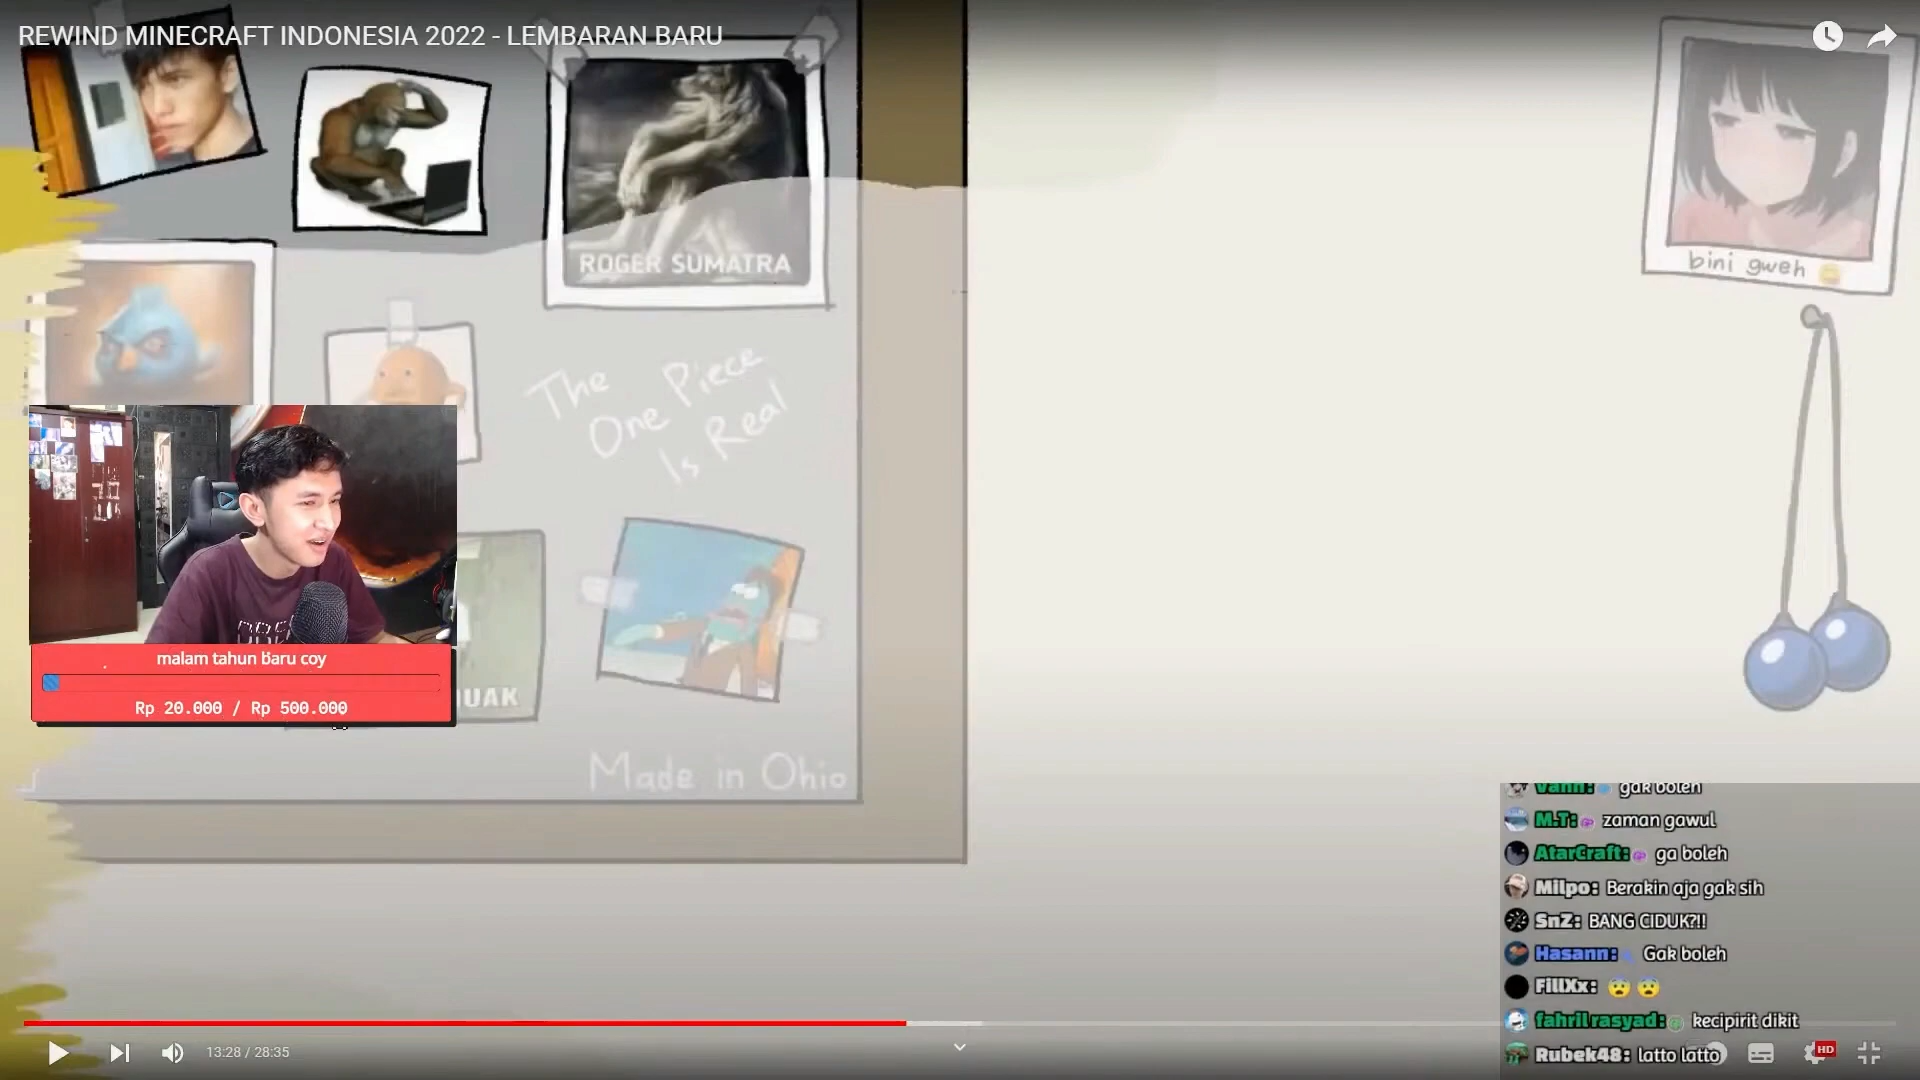 REWIND MINECRAFT INDONESIA 2022 - LEMBARAN BARU
ROGER SUMATRA
bini gweh
The
One Piece
Is Real
malam tahun baru coy
Rp 20.000 / Rp 500.000
UAK
Made in Ohio
Vann: gak boleh
M.T: zaman gawul
AtarCraft: ga boleh
Milpo: Berakin aja gak sih
SnZ: BANG CIDUK?!!
Hasann: Gak boleh
FillXx: 😨 😨
fahril rasyad: kecipirit dikit
Rubek48: latto latto
13:28 / 28:35
HD